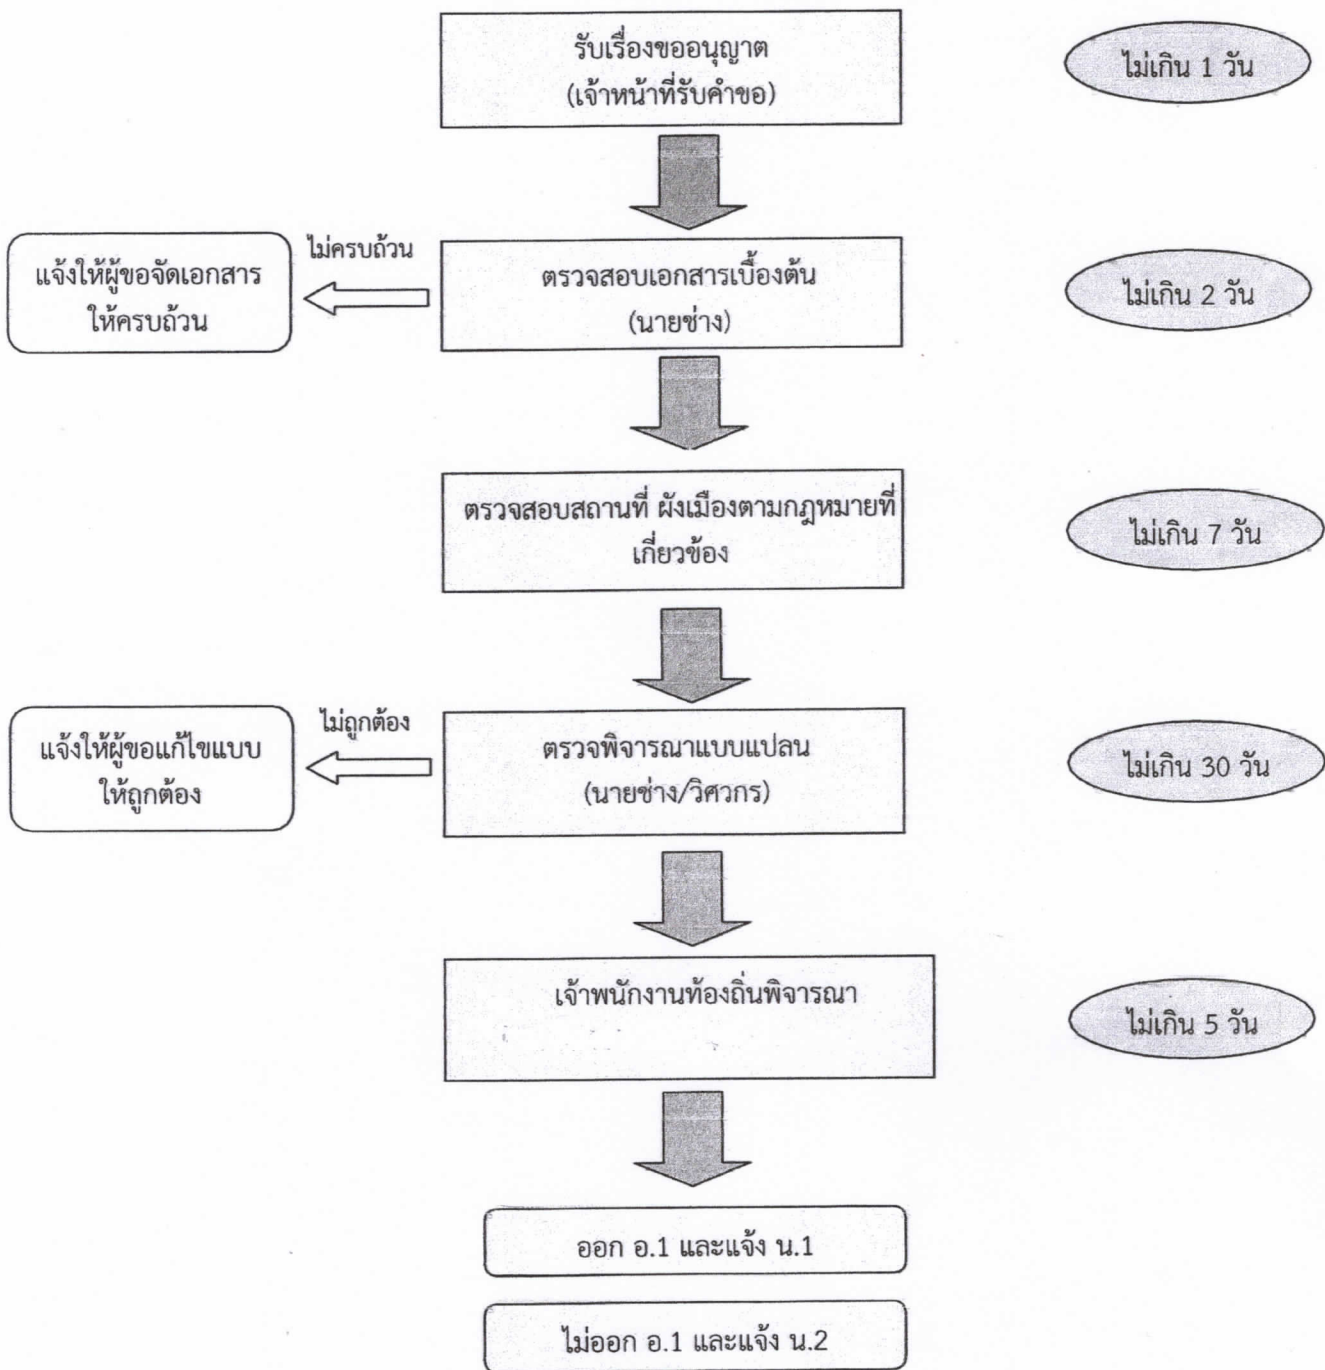 รับเรื่องขออนุญาต
(เจ้าหน้าที่รับคำขอ)
ไม่เกิน 1 วัน
แจ้งให้ผู้ขอจัดเอกสาร
ให้ครบถ้วน
ไม่ครบถ้วน
ตรวจสอบเอกสารเบื้องต้น
(นายช่าง)
ไม่เกิน 2 วัน
ตรวจสอบสถานที่ ผังเมืองตามกฎหมายที่
เกี่ยวข้อง
ไม่เกิน 7 วัน
แจ้งให้ผู้ขอแก้ไขแบบ
ให้ถูกต้อง
ไม่ถูกต้อง
ตรวจพิจารณาแบบแปลน
(นายช่าง/วิศวกร)
ไม่เกิน 30 วัน
เจ้าพนักงานท้องถิ่นพิจารณา
ไม่เกิน 5 วัน
ออก อ.1 และแจ้ง น.1
ไม่ออก อ.1 และแจ้ง น.2